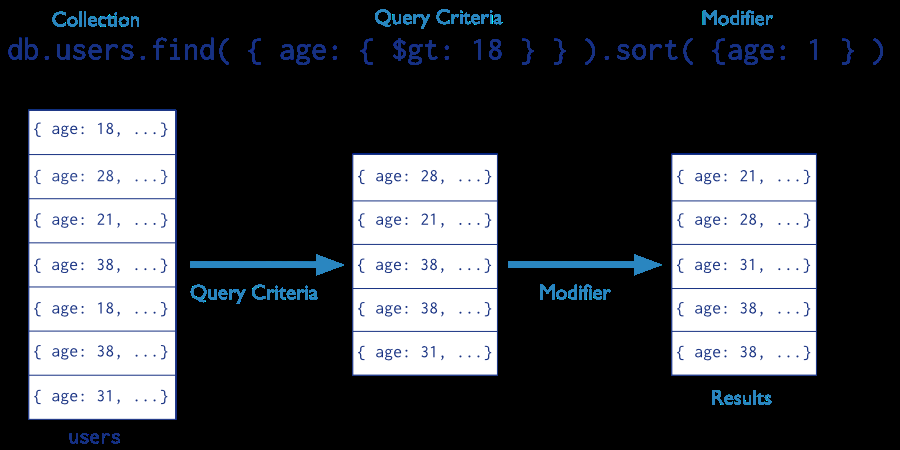 Collection Query Criteria Modifier
db.users.find( { age: { $gt: 18 } } ).sort( {age: 1 } )
{ age: 18, ...}
{ age: 28, ...}
{ age: 21, ...}
{ age: 38, ...}
{ age: 18, ...}
{ age: 38, ...}
{ age: 31, ...}
users
Query Criteria
{ age: 28, ...}
{ age: 21, ...}
{ age: 38, ...}
{ age: 38, ...}
{ age: 31, ...}
Modifier
{ age: 21, ...}
{ age: 28, ...}
{ age: 31, ...}
{ age: 38, ...}
{ age: 38, ...}
Results